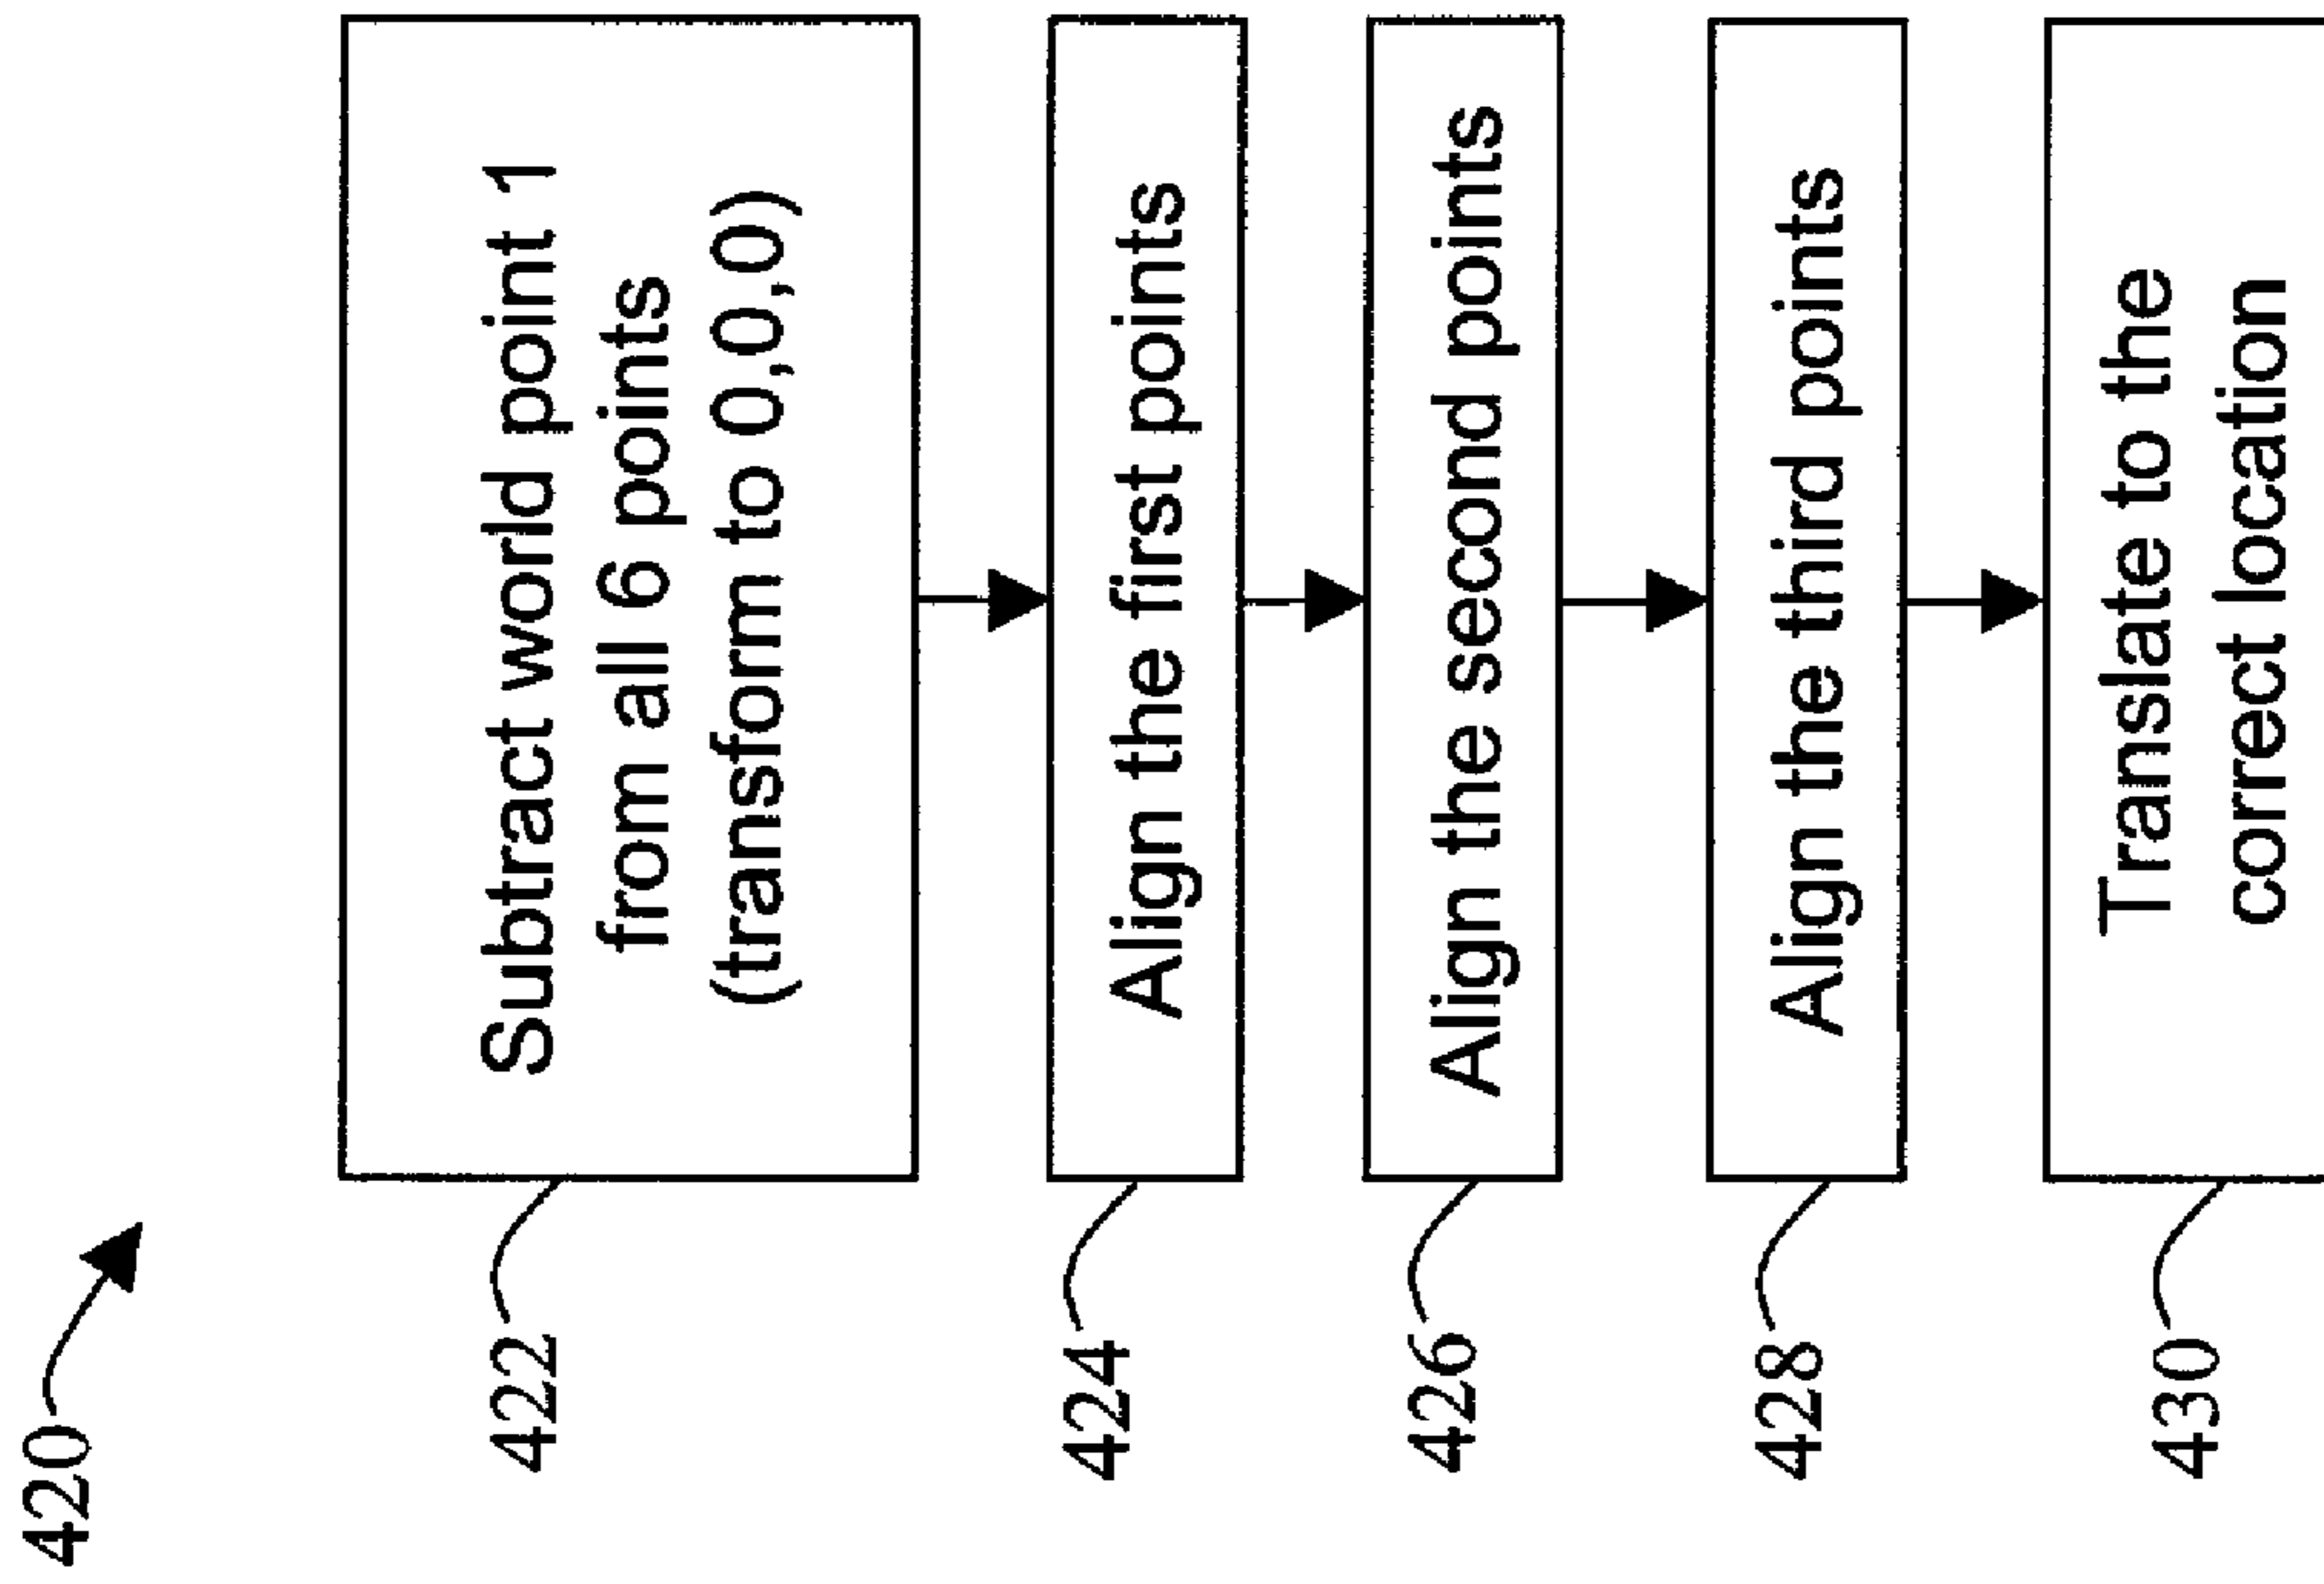 420
422
Subtract world point 1
from all 6 points
(transform to 0,0,0)
424
Align the first points
426
Align the second points
428
Align the third points
430
Translate to the
correct location